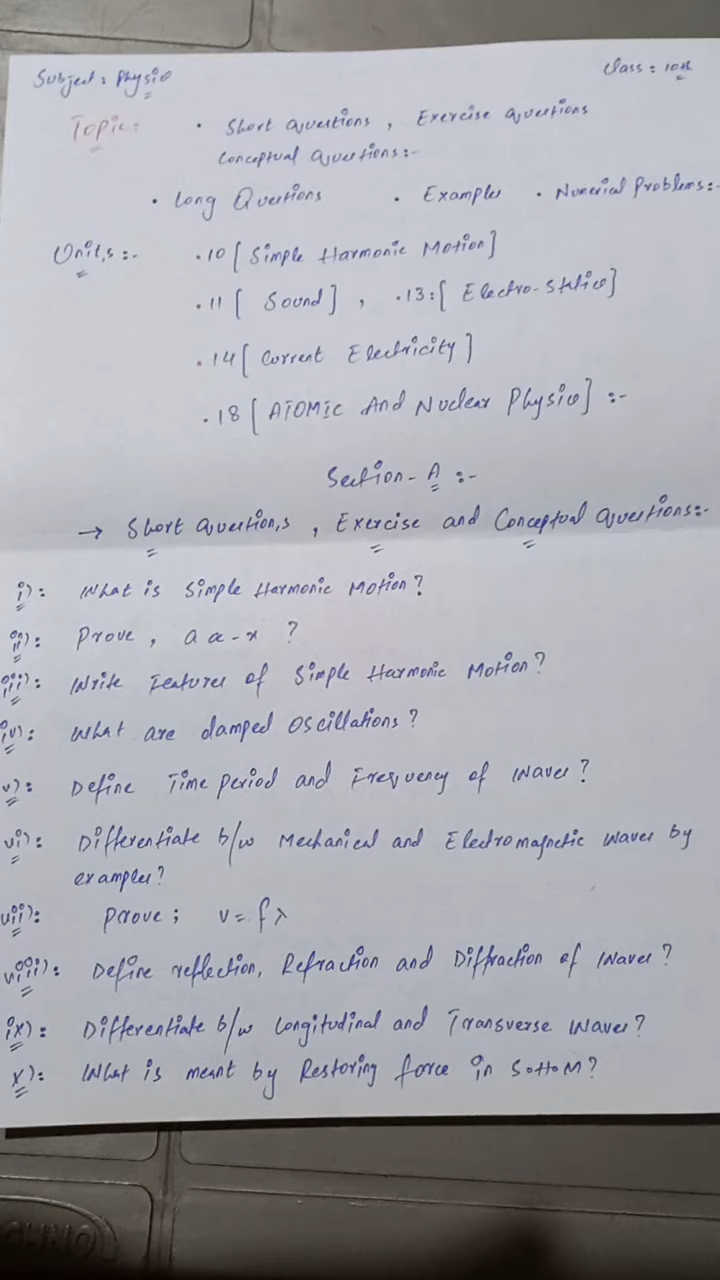 Subject: Physics
Class: 10th
Topic:
• Short Questions, Exercise Questions
Conceptual Questions:-
• Long Questions • Examples • Numerial Problems:-
Units:- .10 [Simple Harmonic Motion]
.11 [Sound], .13:[Electro-Statics]
.14 [Current Electricity]
.18 [ATOMIC And Nuclear Physics] :-
Section-A :-
→ Short Questions, Exercise and Conceptual Questions:-
i): What is Simple Harmonic Motion?
ii): Prove, a α - x ?
iii): Write Features of Simple Harmonic Motion?
iv): What are damped Oscillations?
v): Define Time Period and Frequency of Waves?
vi): Differentiate b/w Mechanical and Electromagnetic Waves by
examples?
vii): Prove; v = fλ
viii): Define reflection, Refraction and Diffraction of Waves?
ix): Differentiate b/w Longitudinal and Transverse Waves?
x): What is meant by Restoring force in S.H.M?
CLINO